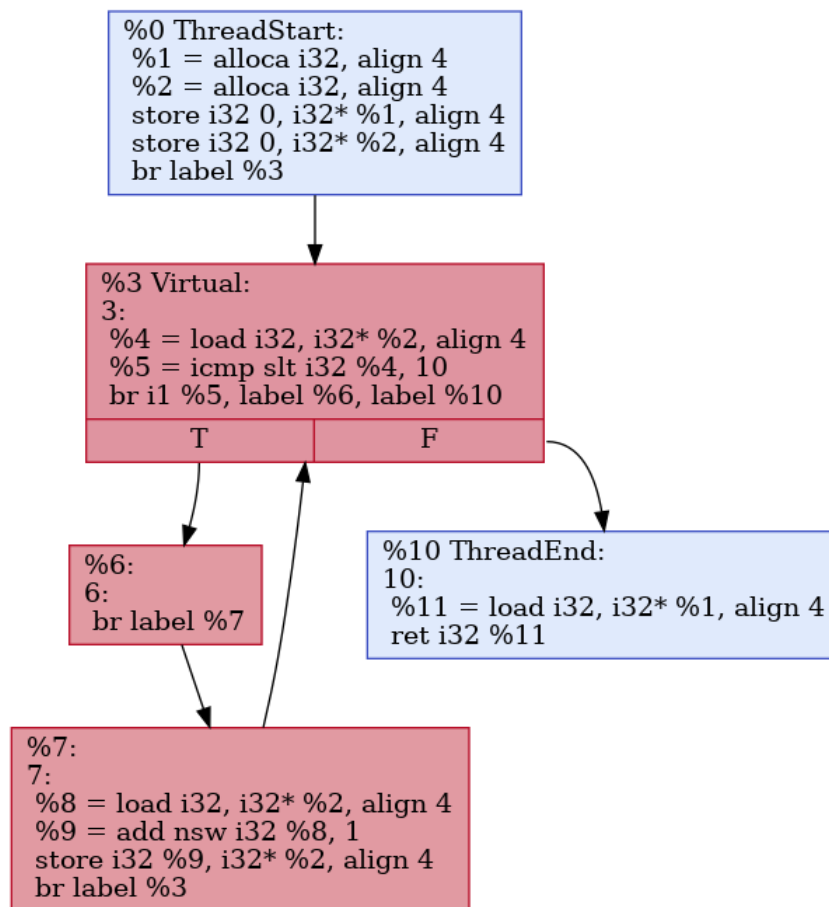 %0 ThreadStart:
%1 = alloca i32, align 4
%2 = alloca i32, align 4
store i32 0, i32* %1, align 4
store i32 0, i32* %2, align 4
br label %3
%3 Virtual:
3:
%4 = load i32, i32* %2, align 4
%5 = icmp slt i32 %4, 10
br i1 %5, label %6, label %10
T
F
%6:
6:
br label %7
%10 ThreadEnd:
10:
%11 = load i32, i32* %1, align 4
ret i32 %11
%7:
7:
%8 = load i32, i32* %2, align 4
%9 = add nsw i32 %8, 1
store i32 %9, i32* %2, align 4
br label %3